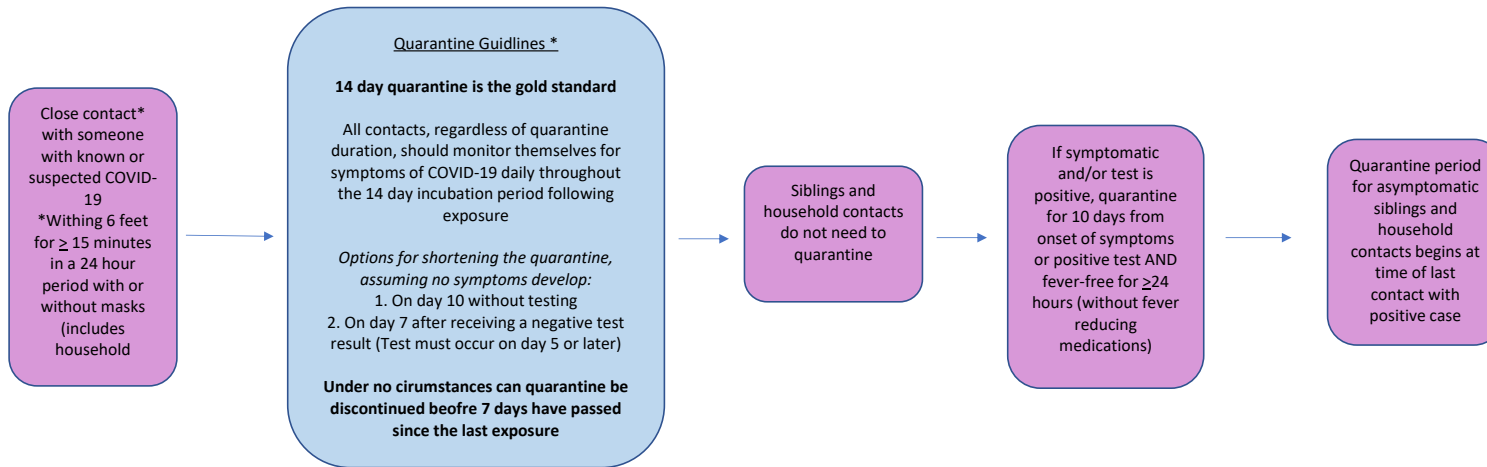 Close contact*
with someone
with known or
suspected COVID-
19
*Withing 6 feet
for ≥ 15 minutes
in a 24 hour
period with or
without masks
(includes
household
Quarantine Guidlines *
14 day quarantine is the gold standard
All contacts, regardless of quarantine
duration, should monitor themselves for
symptoms of COVID-19 daily throughout
the 14 day incubation period following
exposure
Options for shortening the quarantine,
assuming no symptoms develop:
1. On day 10 without testing
2. On day 7 after receiving a negative test
result (Test must occur on day 5 or later)
Under no cirumstances can quarantine be
discontinued beofre 7 days have passed
since the last exposure
Siblings and
household contacts
do not need to
quarantine
If symptomatic
and/or test is
positive, quarantine
for 10 days from
onset of symptoms
or positive test AND
fever-free for ≥24
hours (without fever
reducing
medications)
Quarantine period
for asymptomatic
siblings and
household
contacts begins at
time of last
contact with
positive case